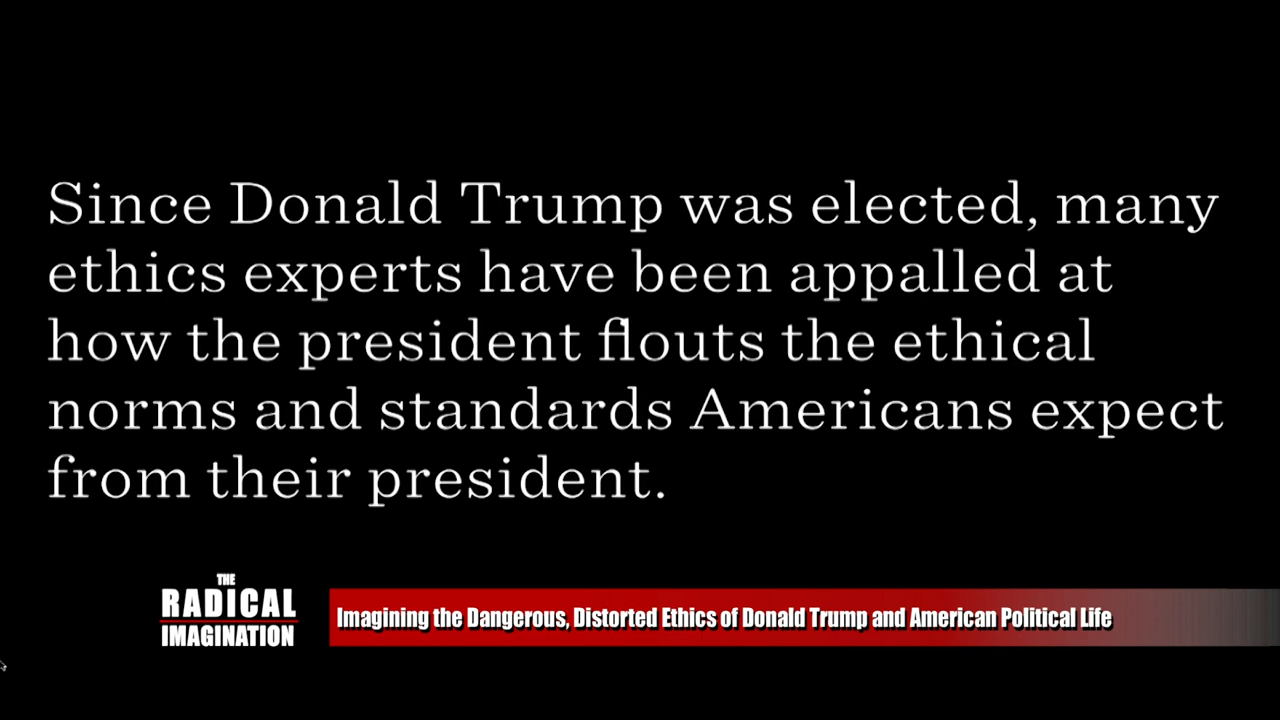 Since Donald Trump was elected, many
ethics experts have been appalled at
how the president flouts the ethical
norms and standards Americans expect
from their president.
THE
RADICAL
IMAGINATION
Imagining the Dangerous, Distorted Ethics of Donald Trump and American Political Life